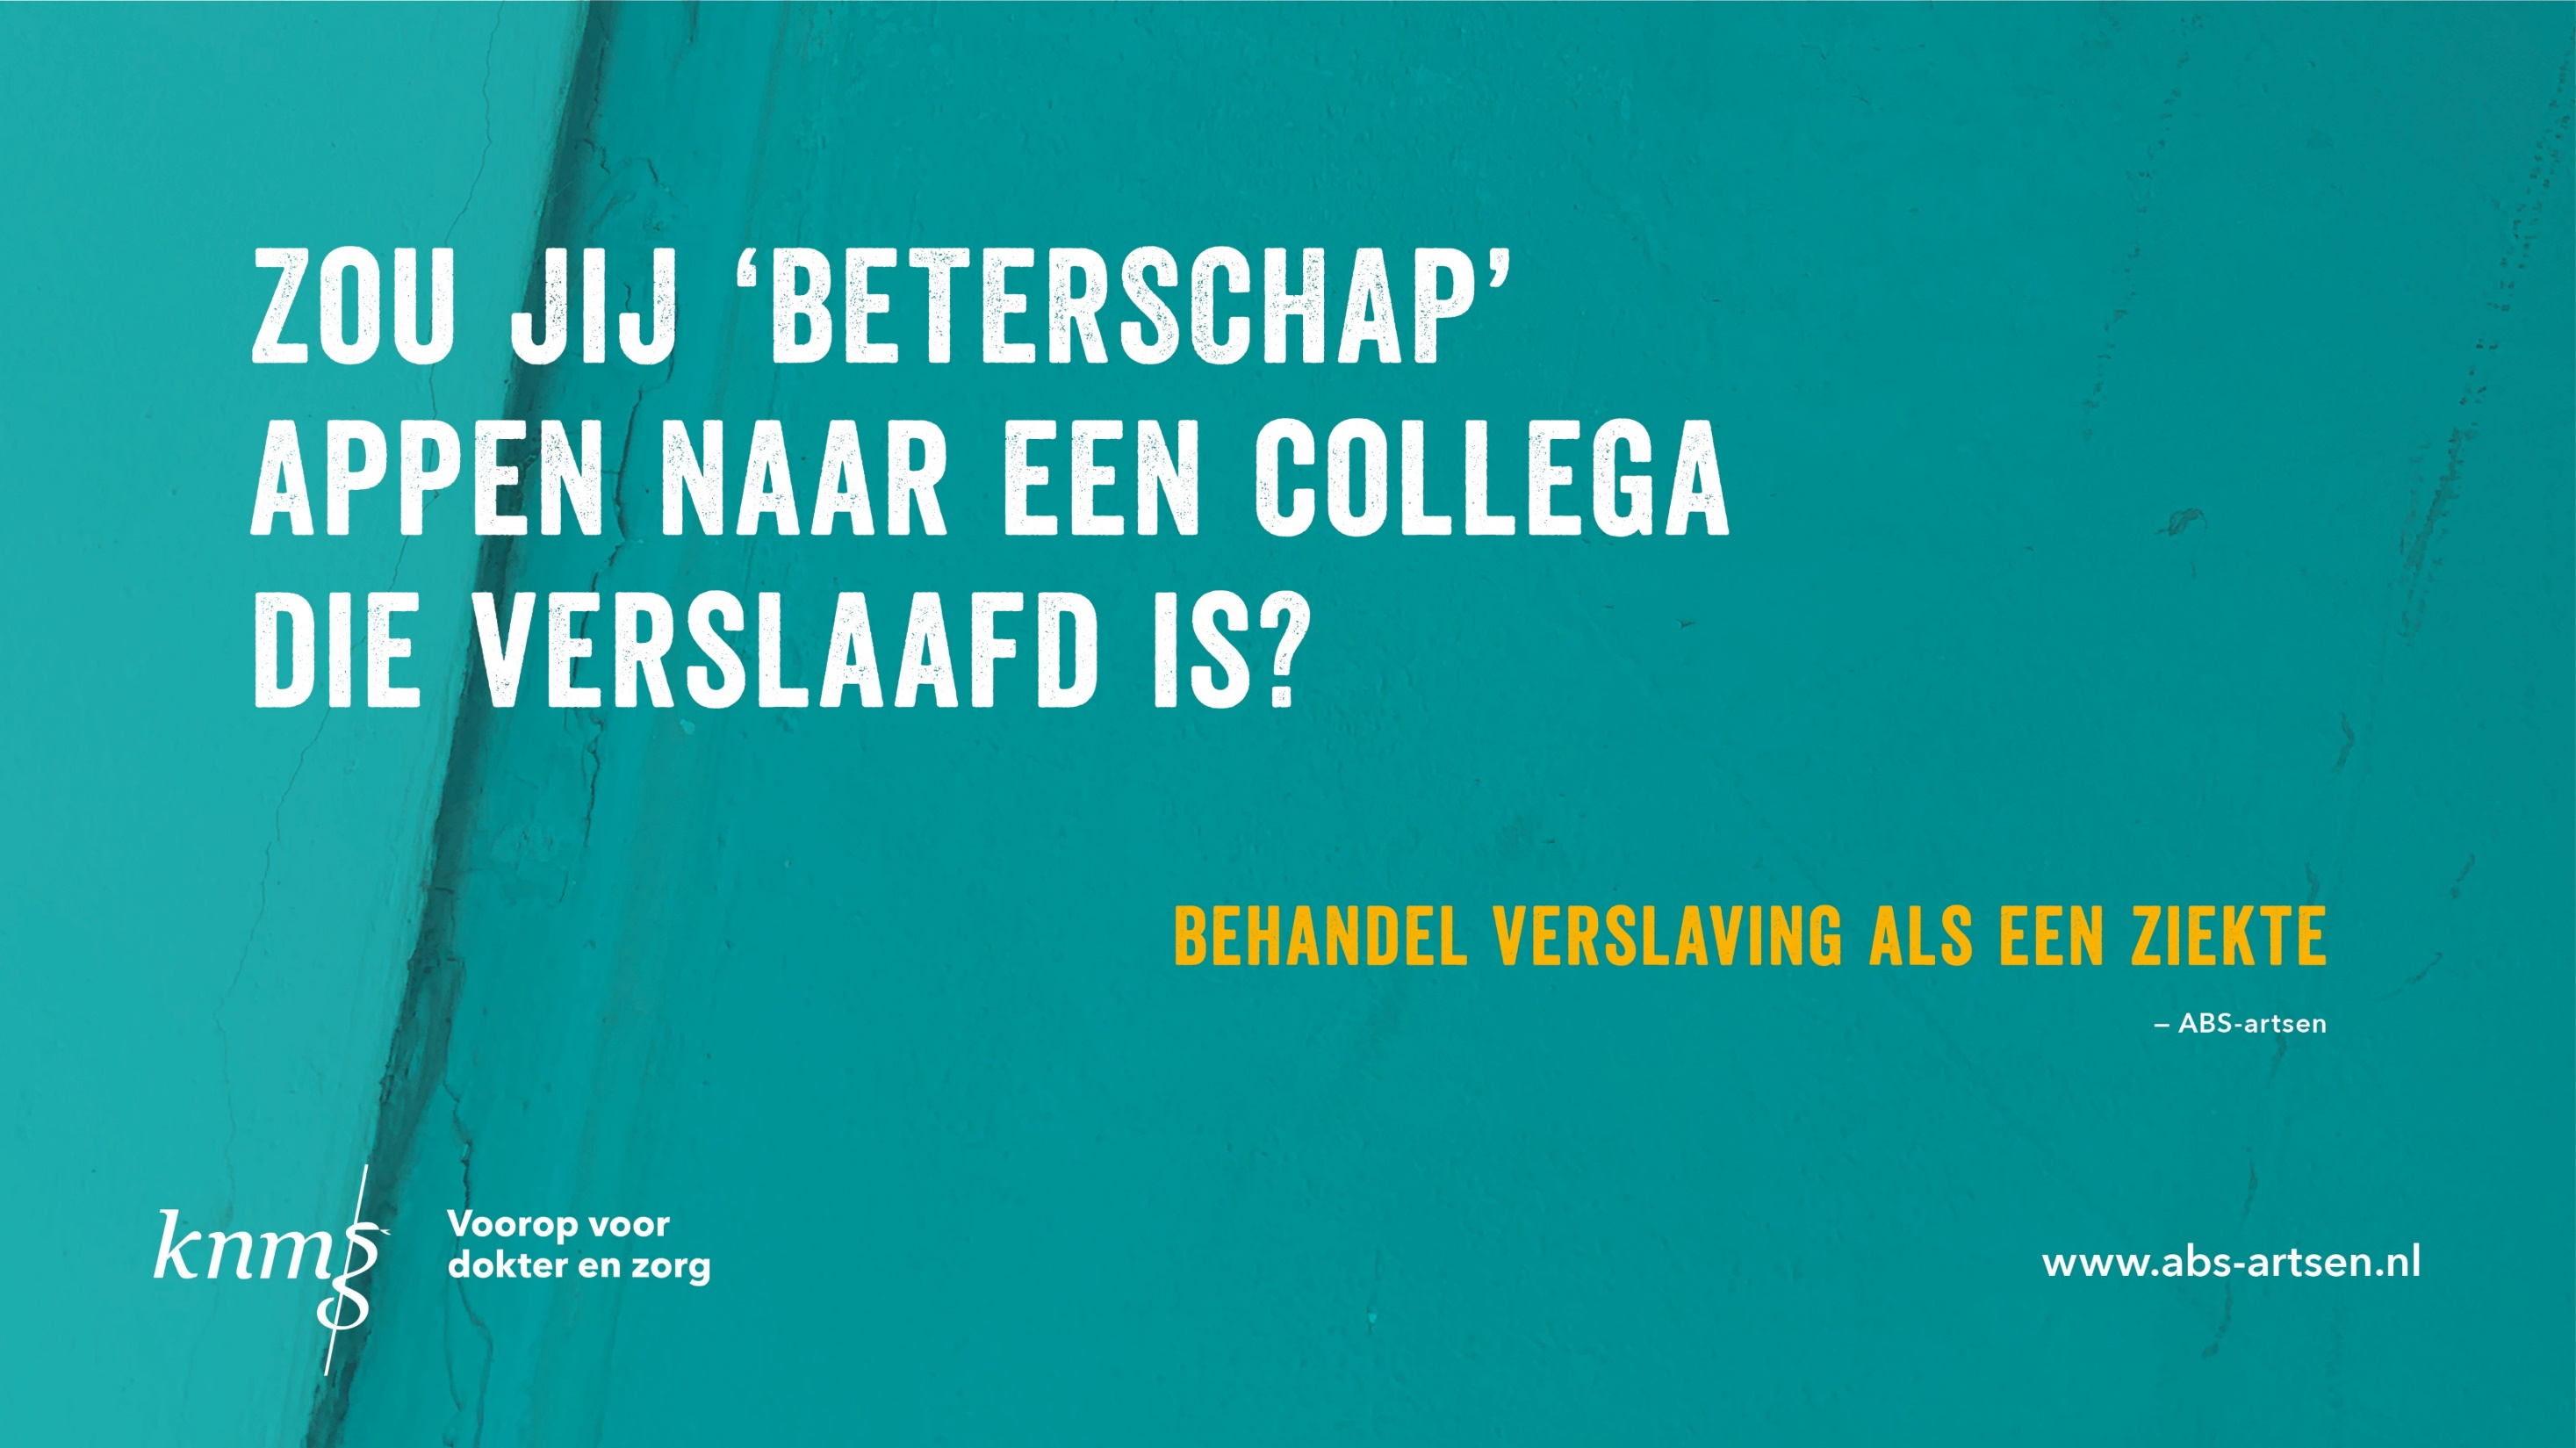 ZOU JIJ ‘BETERSCHAP’
APPEN NAAR EEN COLLEGA
DIE VERSLAAFD IS?
BEHANDEL VERSLAVING ALS EEN ZIEKTE
– ABS-artsen
knmg
Voorop voor
dokter en zorg
www.abs-artsen.nl